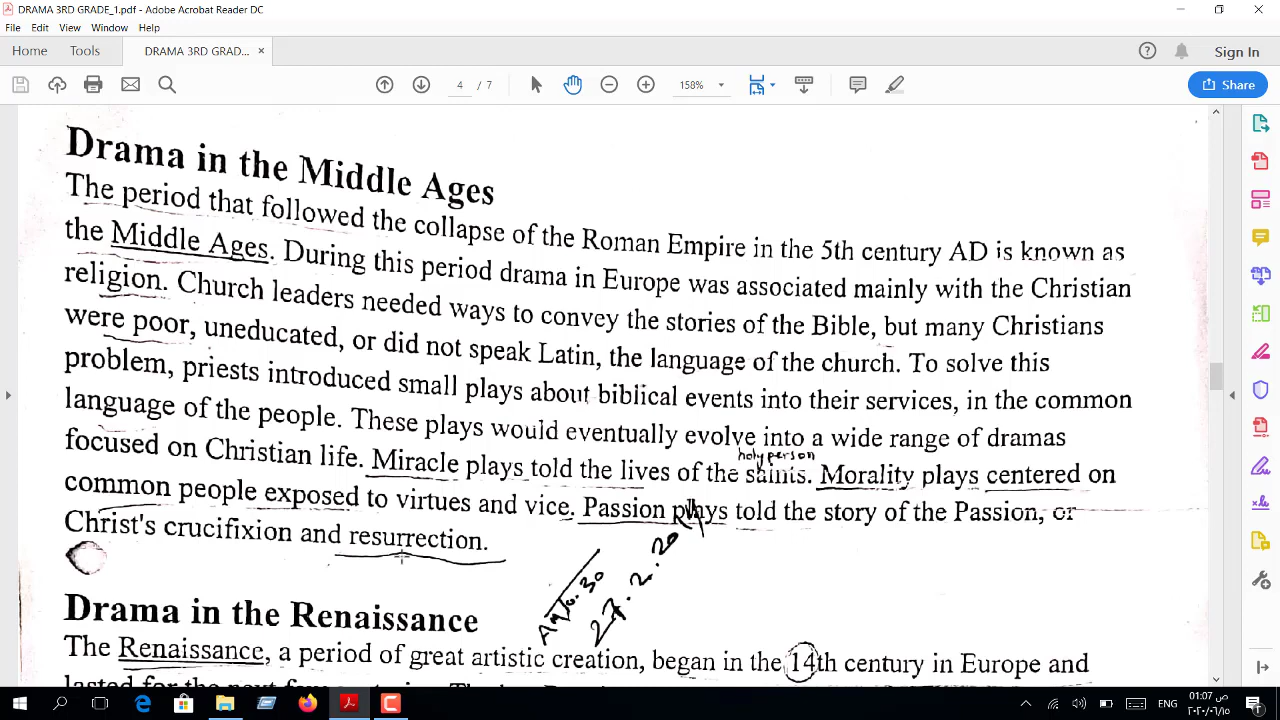 DRAMA 3RD GRADE_1.pdf - Adobe Acrobat Reader DC
File Edit View Window Help
Home Tools DRAMA 3RD GRAD... × Sign In
4 / 7 158% Share
Drama in the Middle Ages
The period that followed the collapse of the Roman Empire in the 5th century AD is known as
the Middle Ages. During this period drama in Europe was associated mainly with the Christian
religion. Church leaders needed ways to convey the stories of the Bible, but many Christians
were poor, uneducated, or did not speak Latin, the language of the church. To solve this
problem, priests introduced small plays about biblical events into their services, in the common
language of the people. These plays would eventually evolve into a wide range of dramas
holy person
focused on Christian life. Miracle plays told the lives of the saints. Morality plays centered on
common people exposed to virtues and vice. Passion plays told the story of the Passion, or
Christ's crucifixion and resurrection.
Drama in the Renaissance
The Renaissance, a period of great artistic creation, began in the 14th century in Europe and
ENG
01:07 ص